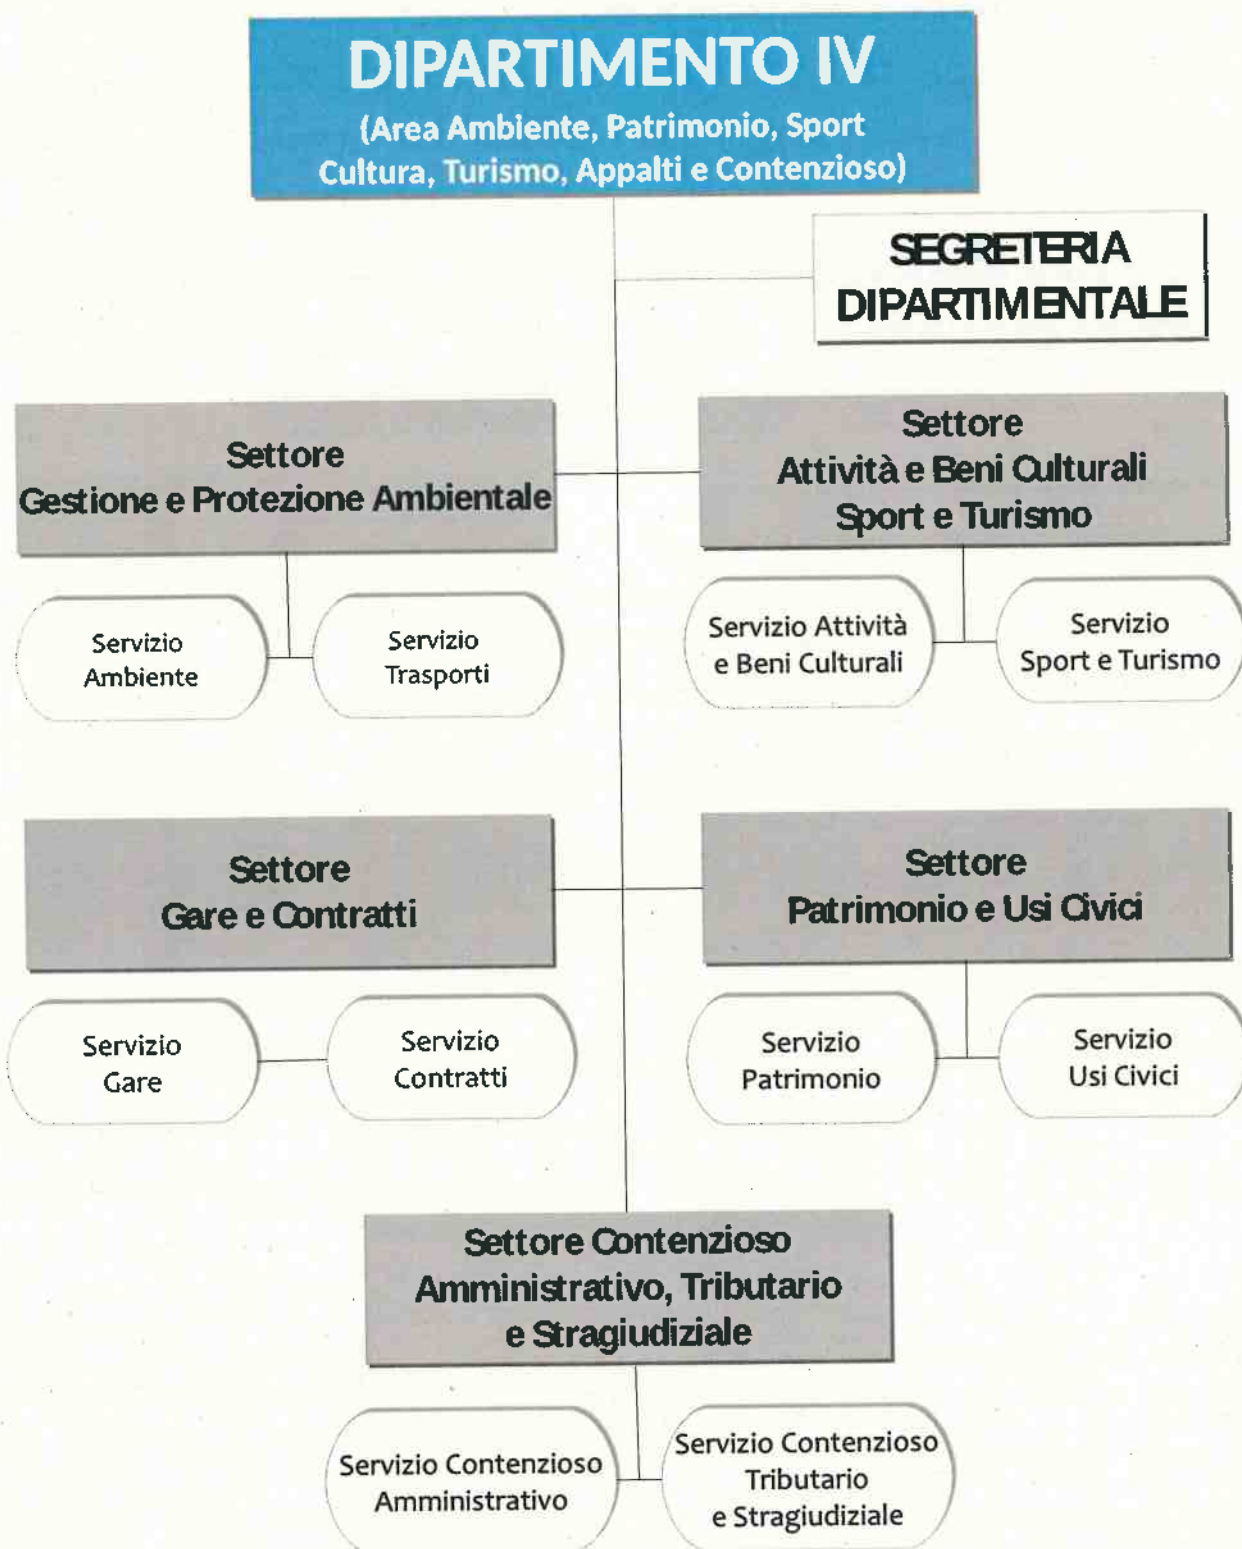 DIPARTIMENTO IV
(Area Ambiente, Patrimonio, Sport
Cultura, Turismo, Appalti e Contenzioso)
SEGRETERIA
DIPARTIMENTALE
Settore
Gestione e Protezione Ambientale
Settore
Attività e Beni Culturali
Sport e Turismo
Servizio
Ambiente
Servizio
Trasporti
Servizio Attività
e Beni Culturali
Servizio
Sport e Turismo
Settore
Gare e Contratti
Settore
Patrimonio e Usi Civici
Servizio
Gare
Servizio
Contratti
Servizio
Patrimonio
Servizio
Usi Civici
Settore Contenzioso
Amministrativo, Tributario
e Stragiudiziale
Servizio Contenzioso
Amministrativo
Servizio Contenzioso
Tributario
e Stragiudiziale